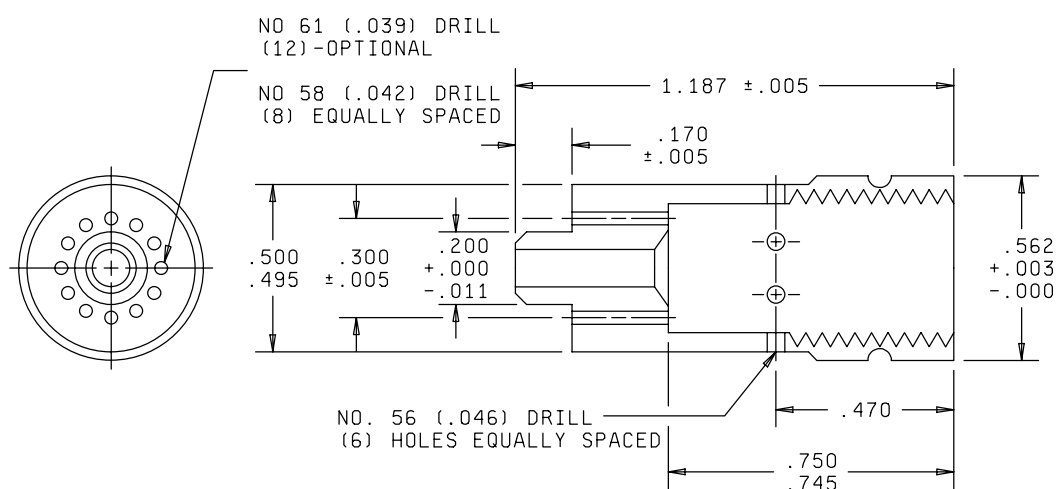 NO 61 (.039) DRILL
(12)-OPTIONAL
NO 58 (.042) DRILL
(8) EQUALLY SPACED
1.187 ±.005
.170
±.005
.500
.495
.300
±.005
.200
+.000
-.011
.562
+.003
-.000
NO. 56 (.046) DRILL
(6) HOLES EQUALLY SPACED
.470
.750
.745